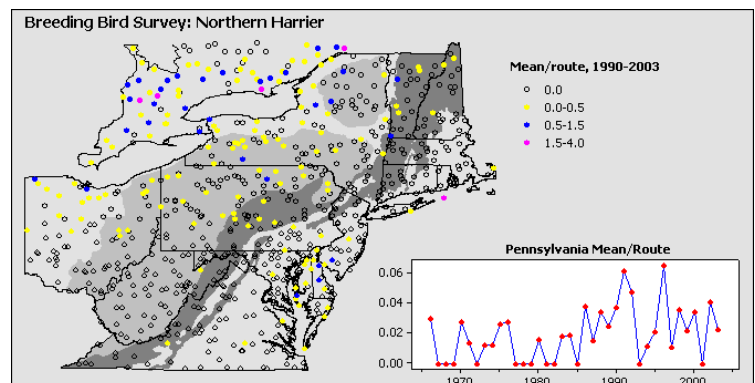 Breeding Bird Survey: Northern Harrier
Mean/route, 1990-2003
0.0
0.0-0.5
0.5-1.5
1.5-4.0
Pennsylvania Mean/Route
0.06
0.04
0.02
0.00
1970 1980 1990 2000